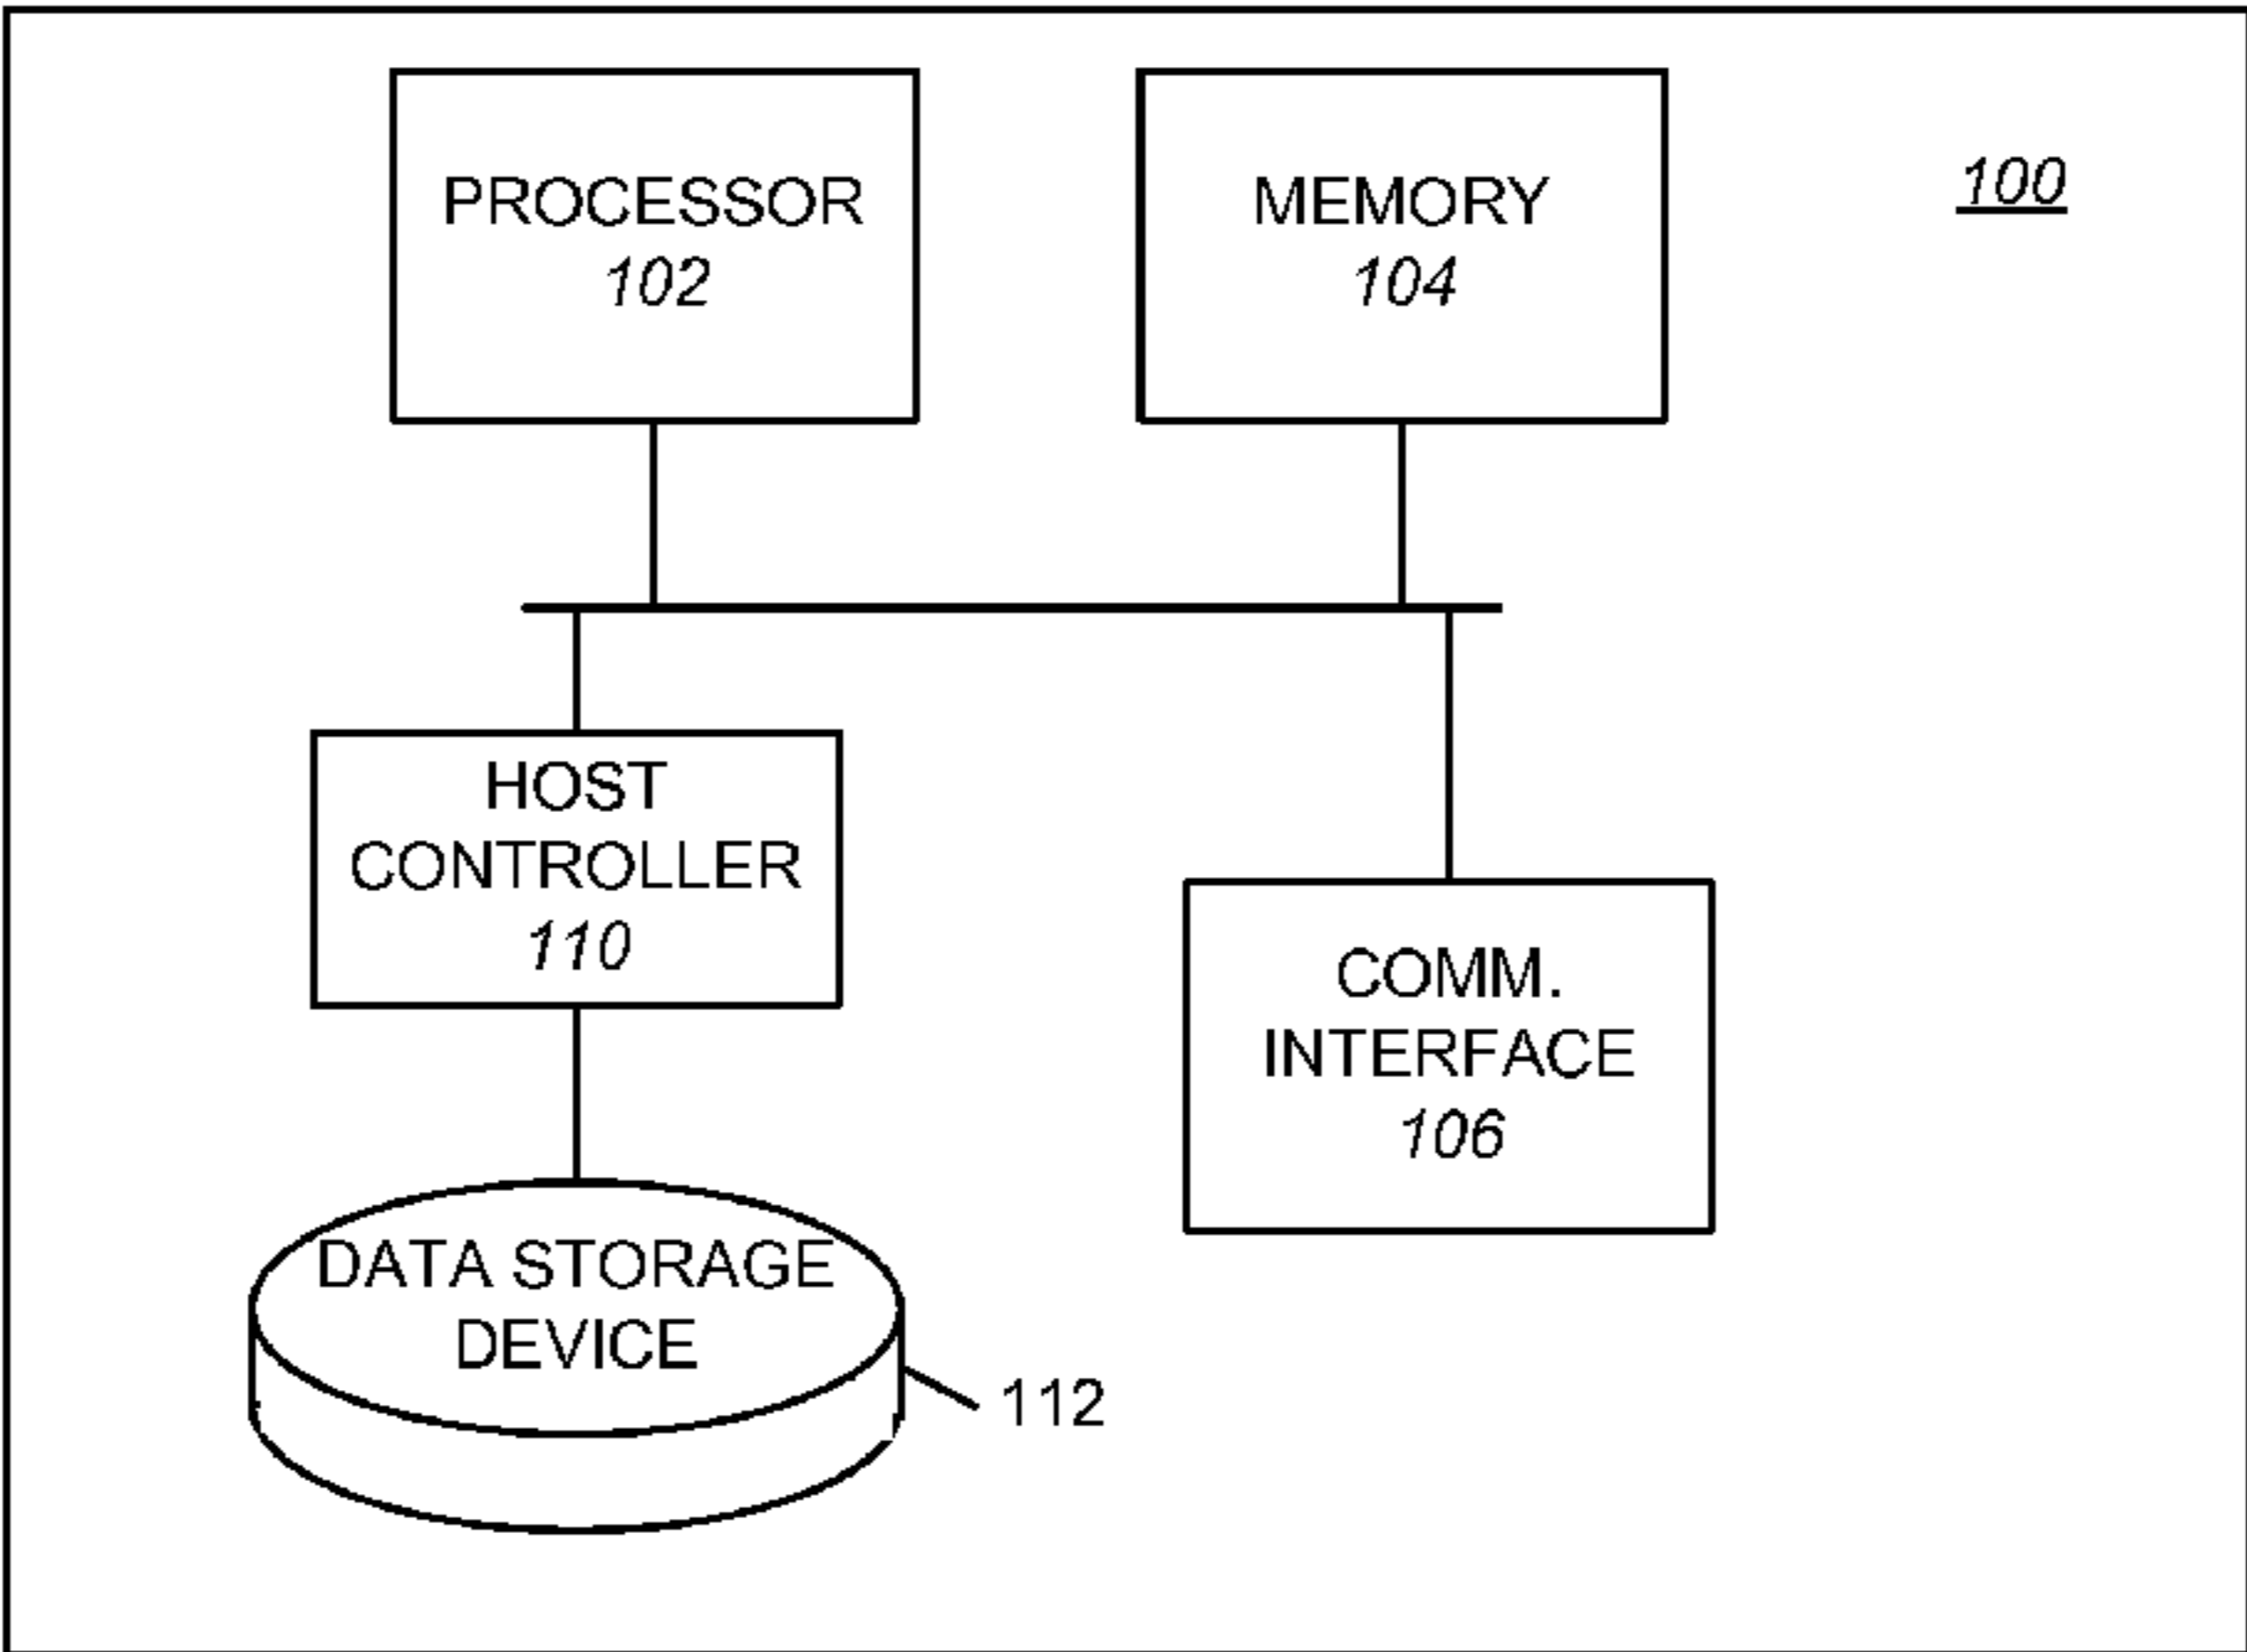 PROCESSOR
102
MEMORY
104
100
HOST
CONTROLLER
110
COMM.
INTERFACE
106
DATA STORAGE
DEVICE
112